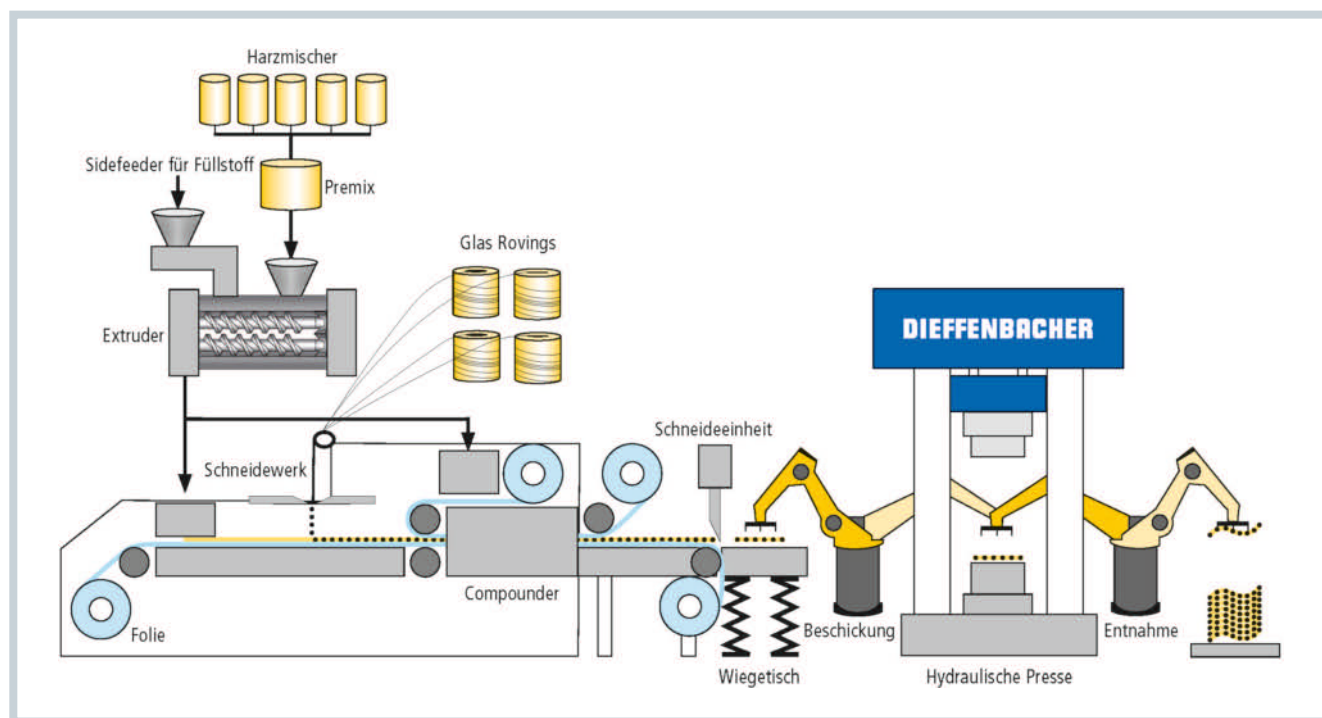 Harzmischer
Sidefeeder für Füllstoff
Premix
Glas Rovings
Extruder
DIEFFENBACHER
Schneideeinheit
Schneidewerk
Compounder
Folie
Beschickung
Entnahme
Wiegetisch
Hydraulische Presse